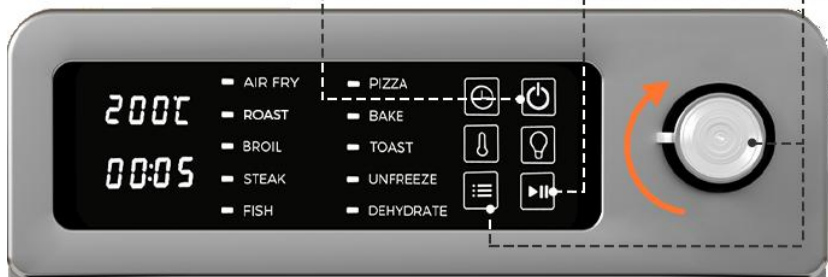 200℃
00:05
AIR FRY
ROAST
BROIL
STEAK
FISH
PIZZA
BAKE
TOAST
UNFREEZE
DEHYDRATE